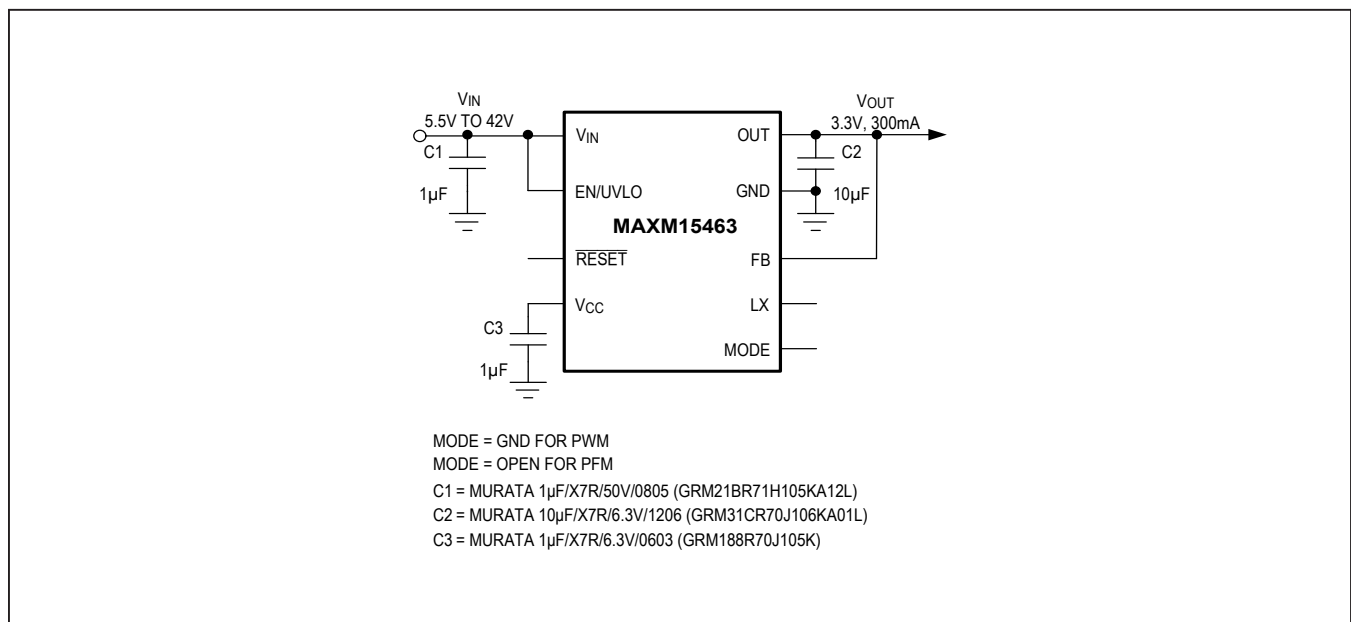 VIN
5.5V TO 42V
C1
1µF
VIN
EN/UVLO
RESET
VCC
C3
1µF
MAXM15463
OUT
GND
FB
LX
MODE
VOUT
3.3V, 300mA
C2
10µF
MODE = GND FOR PWM
MODE = OPEN FOR PFM
C1 = MURATA 1µF/X7R/50V/0805 (GRM21BR71H105KA12L)
C2 = MURATA 10µF/X7R/6.3V/1206 (GRM31CR70J106KA01L)
C3 = MURATA 1µF/X7R/6.3V/0603 (GRM188R70J105K)